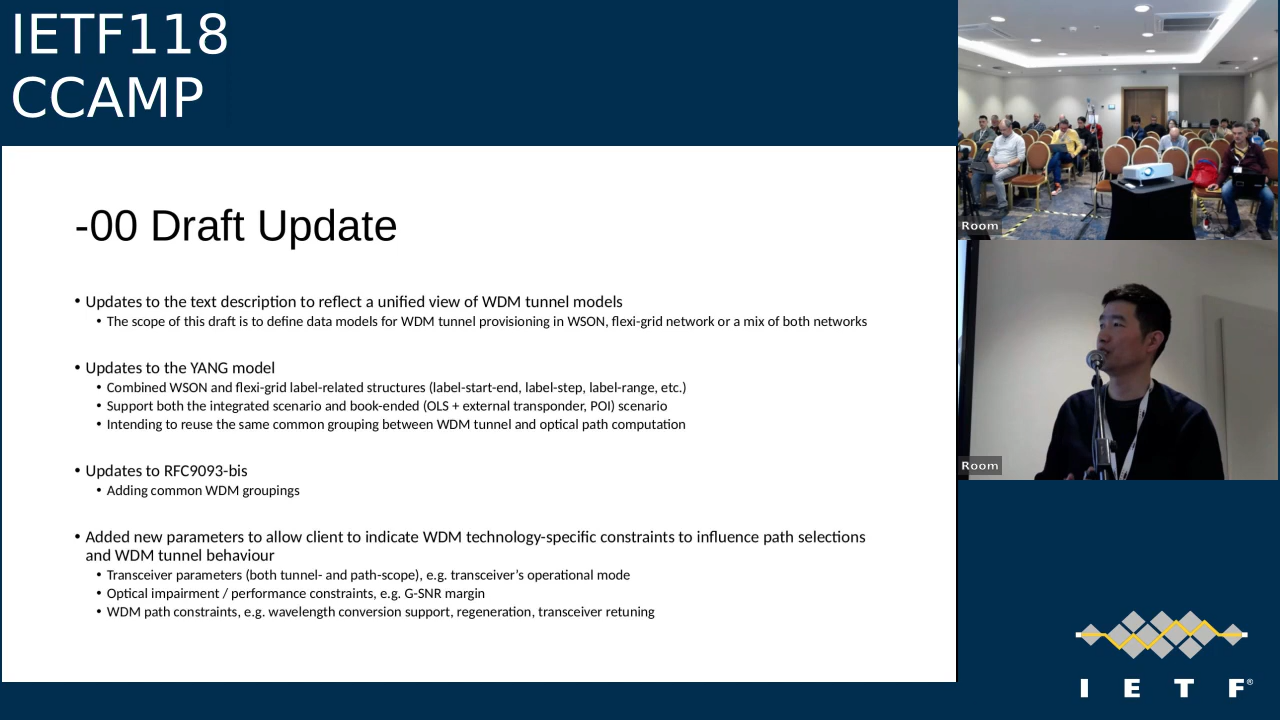 IETF118
CCAMP
-00 Draft Update
• Updates to the text description to reflect a unified view of WDM tunnel models
• The scope of this draft is to define data models for WDM tunnel provisioning in WSON, flexi-grid network or a mix of both networks
• Updates to the YANG model
• Combined WSON and flexi-grid label-related structures (label-start-end, label-step, label-range, etc.)
• Support both the integrated scenario and book-ended (OLS + external transponder, POI) scenario
• Intending to reuse the same common grouping between WDM tunnel and optical path computation
• Updates to RFC9093-bis
• Adding common WDM groupings
• Added new parameters to allow client to indicate WDM technology-specific constraints to influence path selections
and WDM tunnel behaviour
• Transceiver parameters (both tunnel- and path-scope), e.g. transceiver’s operational mode
• Optical impairment / performance constraints, e.g. G-SNR margin
• WDM path constraints, e.g. wavelength conversion support, regeneration, transceiver retuning
Room
Room
I E T F®